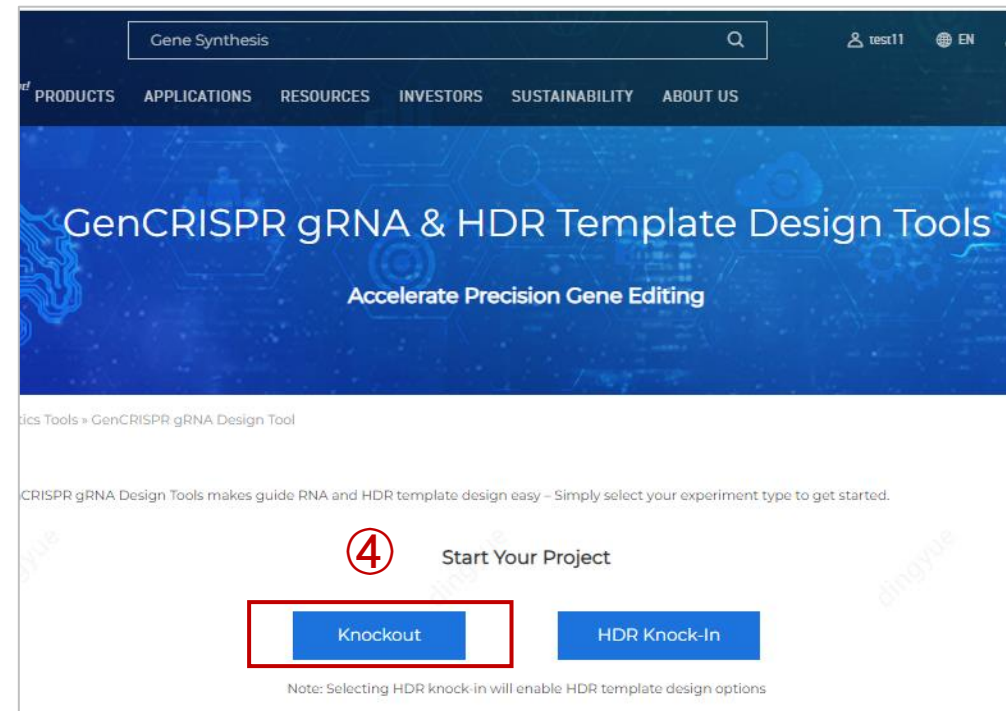 Gene Synthesis
test11
EN
PRODUCTS APPLICATIONS RESOURCES INVESTORS SUSTAINABILITY ABOUT US
GenCRISPR gRNA & HDR Template Design Tools
Accelerate Precision Gene Editing
tics Tools » GenCRISPR gRNA Design Tool
CRISPR gRNA Design Tools makes guide RNA and HDR template design easy – Simply select your experiment type to get started.
④ Start Your Project
Knockout HDR Knock-In
Note: Selecting HDR knock-in will enable HDR template design options
dingyue
dingyue
dingyue